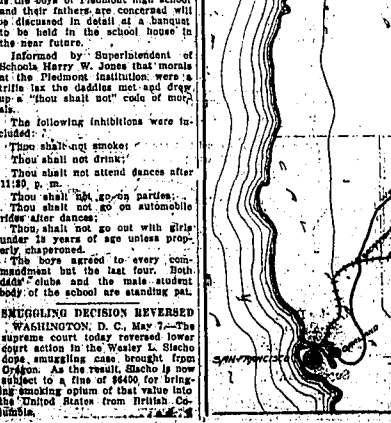 the boys of Piedmont high school
and their fathers are concerned will
be discussed in detail at a banquet
to be held in the school house in
the near future.
Informed by Superintendent of
Schools Harry W. Jones that morals
at the Piedmont institution were a
trifle lax the daddies met and drew
up a "thou shalt not" code of mor-
als.
The following inhibitions were in-
cluded:
Thou shalt not smoke;
Thou shalt not drink;
Thou shalt not attend dances after
11:30 p. m.
Thou shalt not go on parties;
Thou shalt not go on automobile
rides after dances;
Thou shalt not go out with girls
under 18 years of age unless prop-
erly chaperoned.
The boys agreed to every com-
mandment but the last four. Both
dads' clubs and the male student
body of the school are standing pat.
SMUGGLING DECISION REVERSED
WASHINGTON, D. C., May 7.—The
supreme court today reversed lower
court action in the Wesley L. Sischo
dope smuggling case brought from
Oregon. As the result, Sischo is now
subject to a fine of $6400 for bring-
ing smoking opium of that value into
the United States from British Co-
lumbia.
SAN FRANCISCO